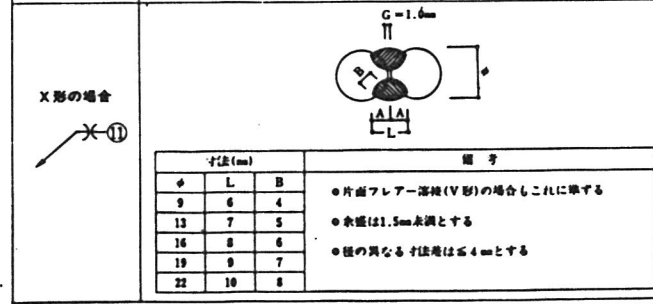 G=1.0mm
φ
B
A A
L
X形の場合
⑪
寸法(mm) 備考
φ L B
9 6 4
13 7 5
16 8 6
19 9 7
22 10 8
●片面フレアー溶接(V形)の場合もこれに準ずる
●余盛は1.5mm未満とする
●径の異なる寸法差は≦4mmとする